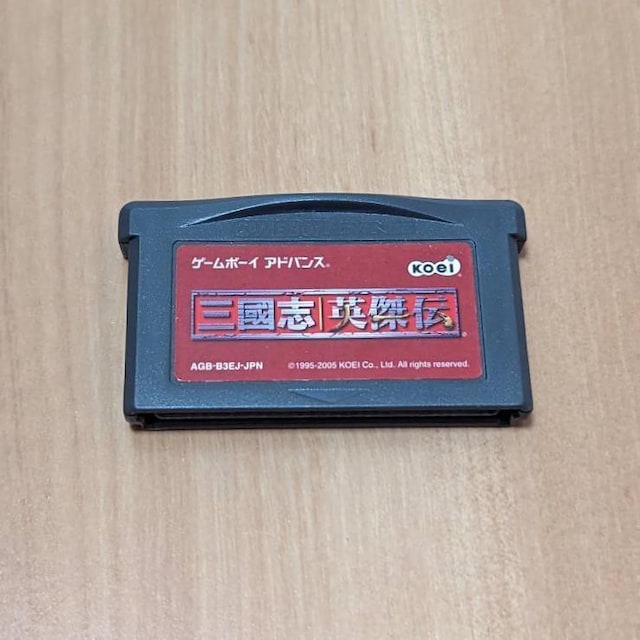 ゲームボーイ アドバンス®
KOEI
三國志 英傑伝®
AGB-B3EJ-JPN
©1995-2005 KOEI Co., Ltd. All rights reserved.